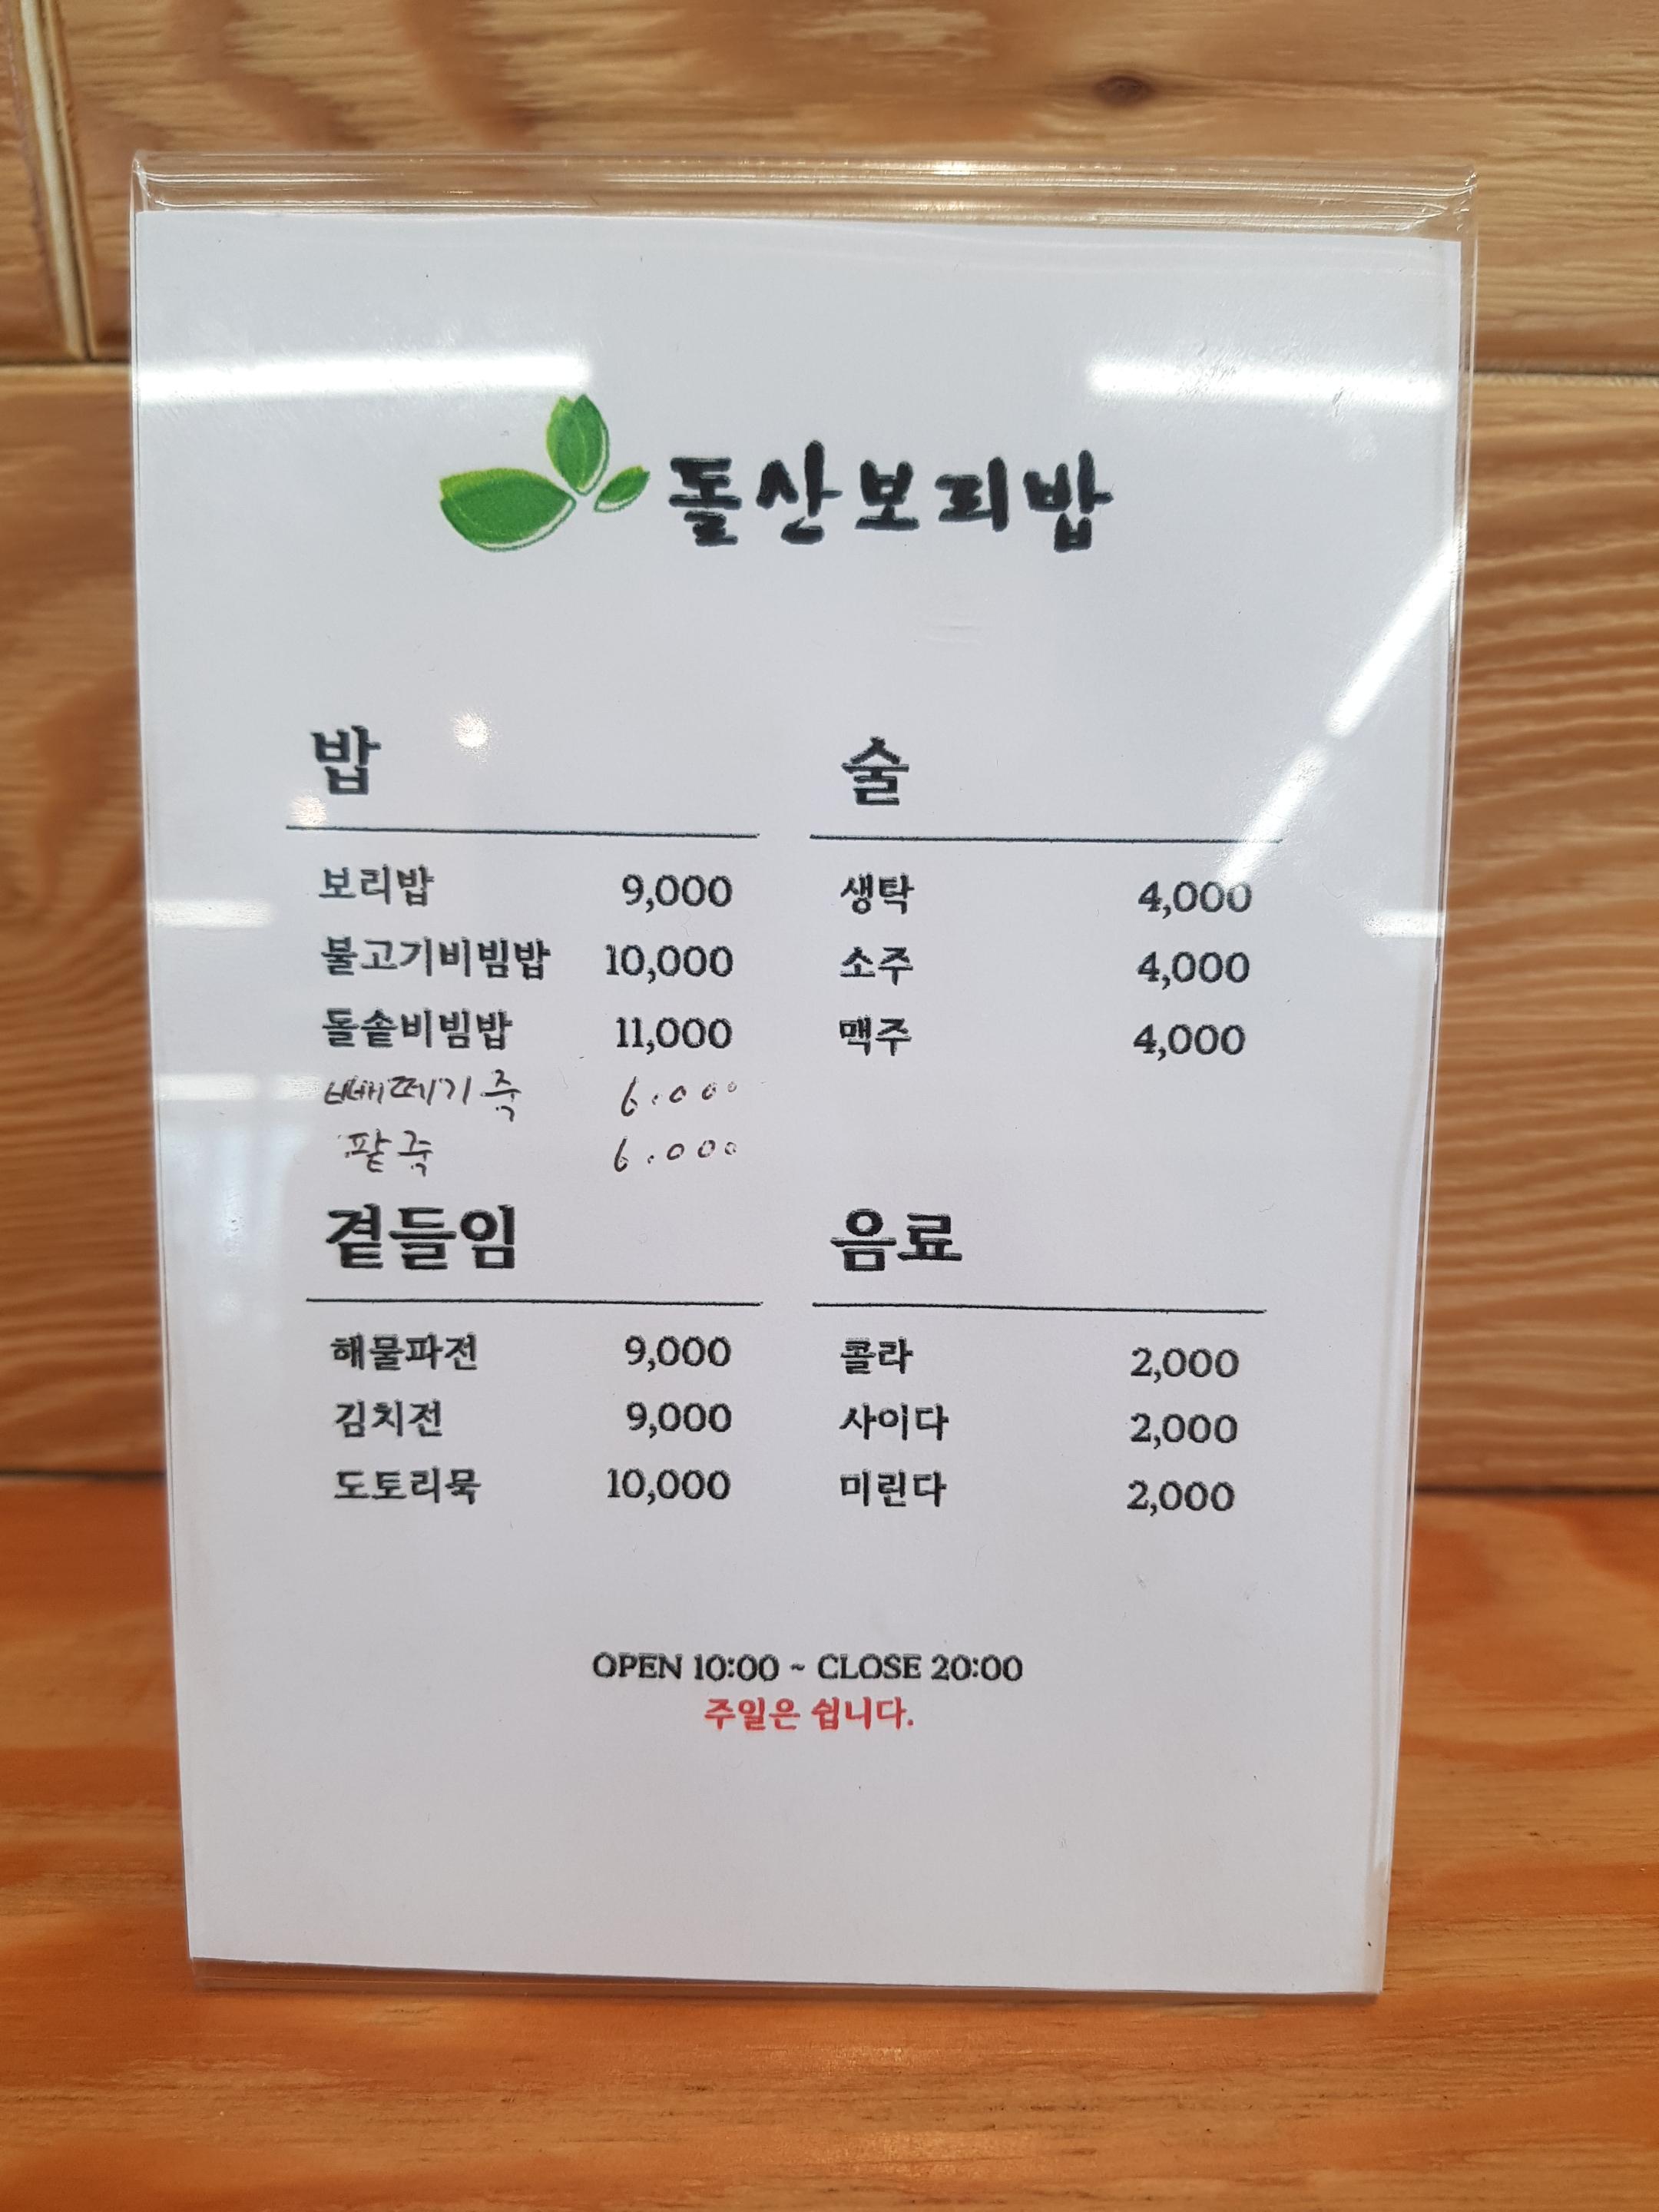 돌산보리밥
밥
보리밥 9,000
불고기비빔밥 10,000
돌솥비빔밥 11,000
빼떼기죽 6.000
팥죽 6.000
술
생탁 4,000
소주 4,000
맥주 4,000
곁들임
해물파전 9,000
김치전 9,000
도토리묵 10,000
음료
콜라 2,000
사이다 2,000
미린다 2,000
OPEN 10:00 ~ CLOSE 20:00
주일은 쉽니다.